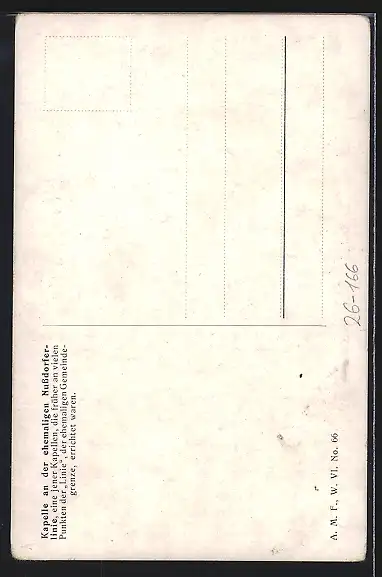 Kapelle an der ehemaligen Nußdorfer-
linie, eine jener Kapellen, die früher an vielen
Punkten der „Linie“, der ehemaligen Gemeinde-
grenze, errichtet waren.
A. M. F., W. VI. No. 66
26-166